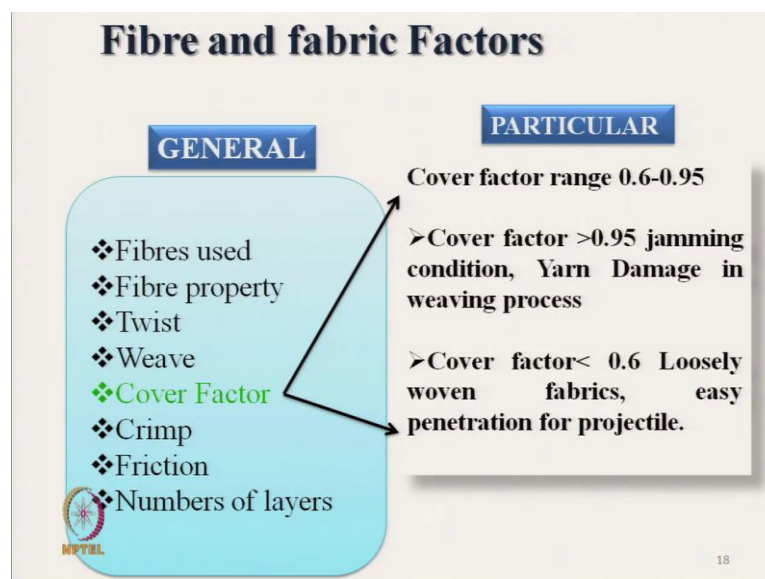 Fibre and fabric Factors
GENERAL
❖Fibres used
❖Fibre property
❖Twist
❖Weave
❖Cover Factor
❖Crimp
❖Friction
❖Numbers of layers
NPTEL
PARTICULAR
Cover factor range 0.6-0.95
➢Cover factor >0.95 jamming
condition, Yarn Damage in
weaving process
➢Cover factor< 0.6 Loosely
woven fabrics, easy
penetration for projectile.
18